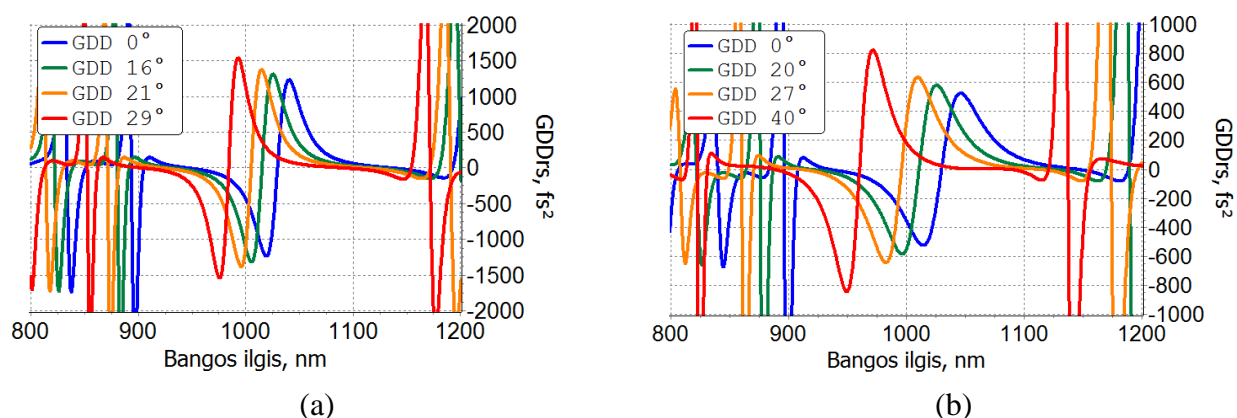 GDD 0°
GDD 16°
GDD 21°
GDD 29°
2000
1500
1000
500
0
-500
-1000
-1500
-2000
GDDrs, fs²
800 900 1000 1100 1200
Bangos ilgis, nm
(a)
GDD 0°
GDD 20°
GDD 27°
GDD 40°
1000
800
600
400
200
0
-200
-400
-600
-800
-1000
GDDrs, fs²
800 900 1000 1100 1200
Bangos ilgis, nm
(b)